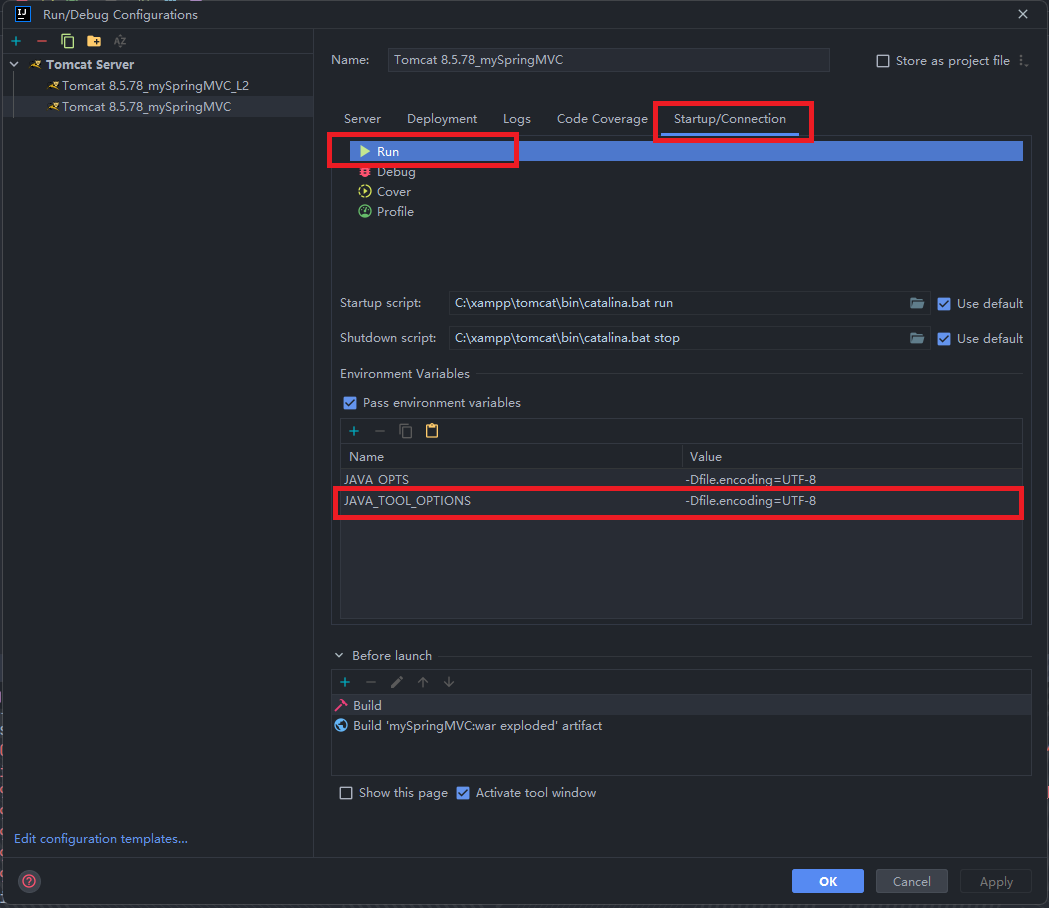 Run/Debug Configurations
Tomcat Server
Tomcat 8.5.78_mySpringMVC_L2
Tomcat 8.5.78_mySpringMVC
Edit configuration templates...
Name: Tomcat 8.5.78_mySpringMVC Store as project file
Server Deployment Logs Code Coverage Startup/Connection
Run
Debug
Cover
Profile
Startup script: C:\xampp\tomcat\bin\catalina.bat run Use default
Shutdown script: C:\xampp\tomcat\bin\catalina.bat stop Use default
Environment Variables
Pass environment variables
Name Value
JAVA_OPTS -Dfile.encoding=UTF-8
JAVA_TOOL_OPTIONS -Dfile.encoding=UTF-8
Before launch
Build
Build 'mySpringMVC:war exploded' artifact
Show this page Activate tool window
OK Cancel Apply